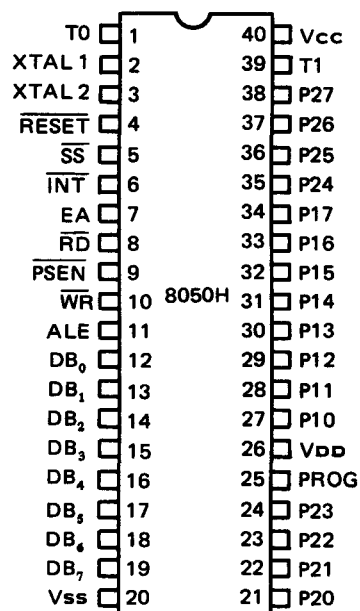 T0 1 40 Vcc
XTAL 1 2 39 T1
XTAL 2 3 38 P27
RESET 4 37 P26
SS 5 36 P25
INT 6 35 P24
EA 7 34 P17
RD 8 33 P16
PSEN 9 32 P15
WR 10 8050H 31 P14
ALE 11 30 P13
DB₀ 12 29 P12
DB₁ 13 28 P11
DB₂ 14 27 P10
DB₃ 15 26 VDD
DB₄ 16 25 PROG
DB₅ 17 24 P23
DB₆ 18 23 P22
DB₇ 19 22 P21
Vss 20 21 P20